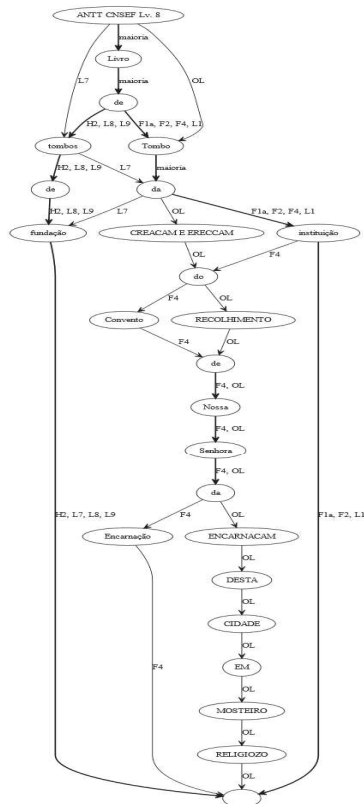 ANTT CNSEF Lv. 8
maioria
Livro
L7
OL
maioria
de
H2, L8, L9
F1a, F2, F4, L1
tombos
Tombo
H2, L8, L9
L7
maioria
de
da
H2, L8, L9
L7
OL
F1a, F2, F4, L1
fundação
CREACAM E ERECCAM
instituição
OL
F4
do
F4
OL
Convento
RECOLHIMENTO
F4
OL
de
F4, OL
Nossa
F4, OL
Senhora
F4, OL
da
F4
OL
H2, L7, L8, L9
F1a, F2, L1
Encarnação
ENCARNACAM
OL
DESTA
OL
CIDADE
OL
F4
EM
OL
MOSTEIRO
OL
RELIGIOZO
OL